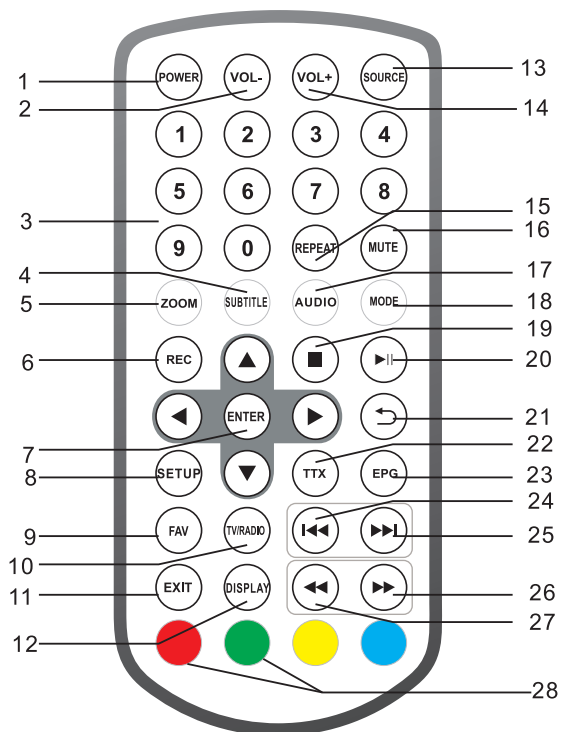 POWER VOL- VOL+ SOURCE 13
1
2 14
1 2 3 4
5 6 7 8
3 15
16
9 0 REPEAT MUTE
4 17
5 ZOOM SUBTITLE AUDIO MODE 18
19
6 REC 20
ENTER 21
7 22
8 SETUP TTX EPG 23
24
9 FAV TV/RADIO 25
10
11 EXIT DISPLAY 26
27
12
28